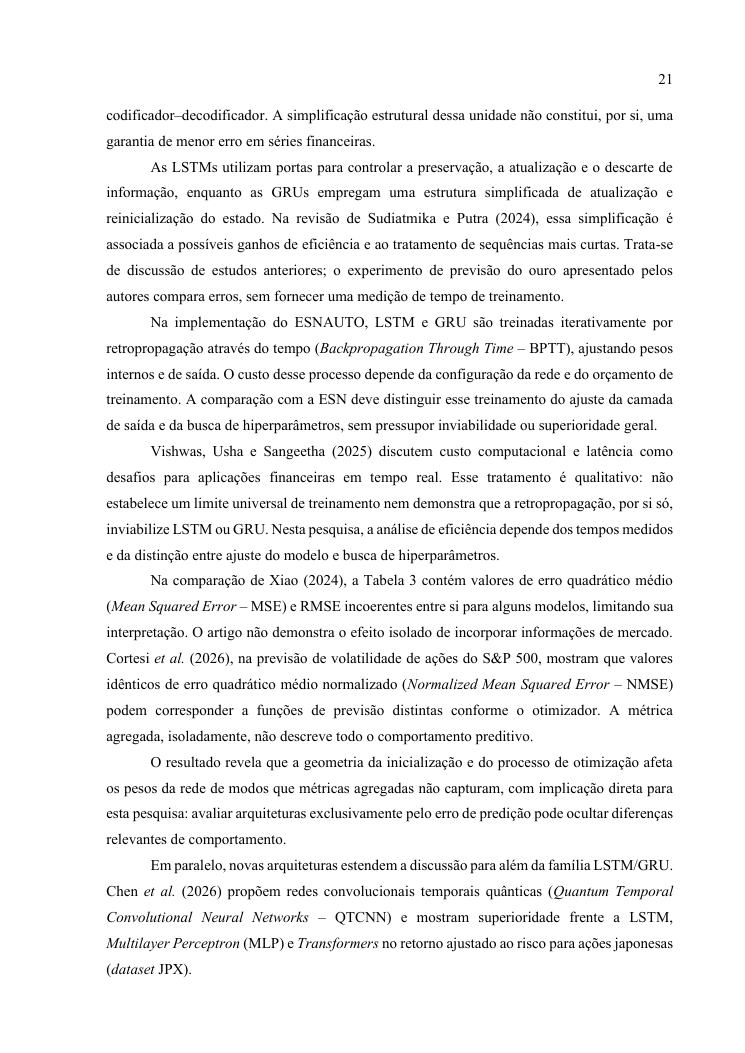 21
codificador–decodificador. A simplificação estrutural dessa unidade não constitui, por si, uma
garantia de menor erro em séries financeiras.
As LSTMs utilizam portas para controlar a preservação, a atualização e o descarte de
informação, enquanto as GRUs empregam uma estrutura simplificada de atualização e
reinicialização do estado. Na revisão de Sudiatmika e Putra (2024), essa simplificação é
associada a possíveis ganhos de eficiência e ao tratamento de sequências mais curtas. Trata-se
de discussão de estudos anteriores; o experimento de previsão do ouro apresentado pelos
autores compara erros, sem fornecer uma medição de tempo de treinamento.
Na implementação do ESNAUTO, LSTM e GRU são treinadas iterativamente por
retropropagação através do tempo (Backpropagation Through Time – BPTT), ajustando pesos
internos e de saída. O custo desse processo depende da configuração da rede e do orçamento de
treinamento. A comparação com a ESN deve distinguir esse treinamento do ajuste da camada
de saída e da busca de hiperparâmetros, sem pressupor inviabilidade ou superioridade geral.
Vishwas, Usha e Sangeetha (2025) discutem custo computacional e latência como
desafios para aplicações financeiras em tempo real. Esse tratamento é qualitativo: não
estabelece um limite universal de treinamento nem demonstra que a retropropagação, por si só,
inviabilize LSTM ou GRU. Nesta pesquisa, a análise de eficiência depende dos tempos medidos
e da distinção entre ajuste do modelo e busca de hiperparâmetros.
Na comparação de Xiao (2024), a Tabela 3 contém valores de erro quadrático médio
(Mean Squared Error – MSE) e RMSE incoerentes entre si para alguns modelos, limitando sua
interpretação. O artigo não demonstra o efeito isolado de incorporar informações de mercado.
Cortesi et al. (2026), na previsão de volatilidade de ações do S&P 500, mostram que valores
idênticos de erro quadrático médio normalizado (Normalized Mean Squared Error – NMSE)
podem corresponder a funções de previsão distintas conforme o otimizador. A métrica
agregada, isoladamente, não descreve todo o comportamento preditivo.
O resultado revela que a geometria da inicialização e do processo de otimização afeta
os pesos da rede de modos que métricas agregadas não capturam, com implicação direta para
esta pesquisa: avaliar arquiteturas exclusivamente pelo erro de predição pode ocultar diferenças
relevantes de comportamento.
Em paralelo, novas arquiteturas estendem a discussão para além da família LSTM/GRU.
Chen et al. (2026) propõem redes convolucionais temporais quânticas (Quantum Temporal
Convolutional Neural Networks – QTCNN) e mostram superioridade frente a LSTM,
Multilayer Perceptron (MLP) e Transformers no retorno ajustado ao risco para ações japonesas
(dataset JPX).